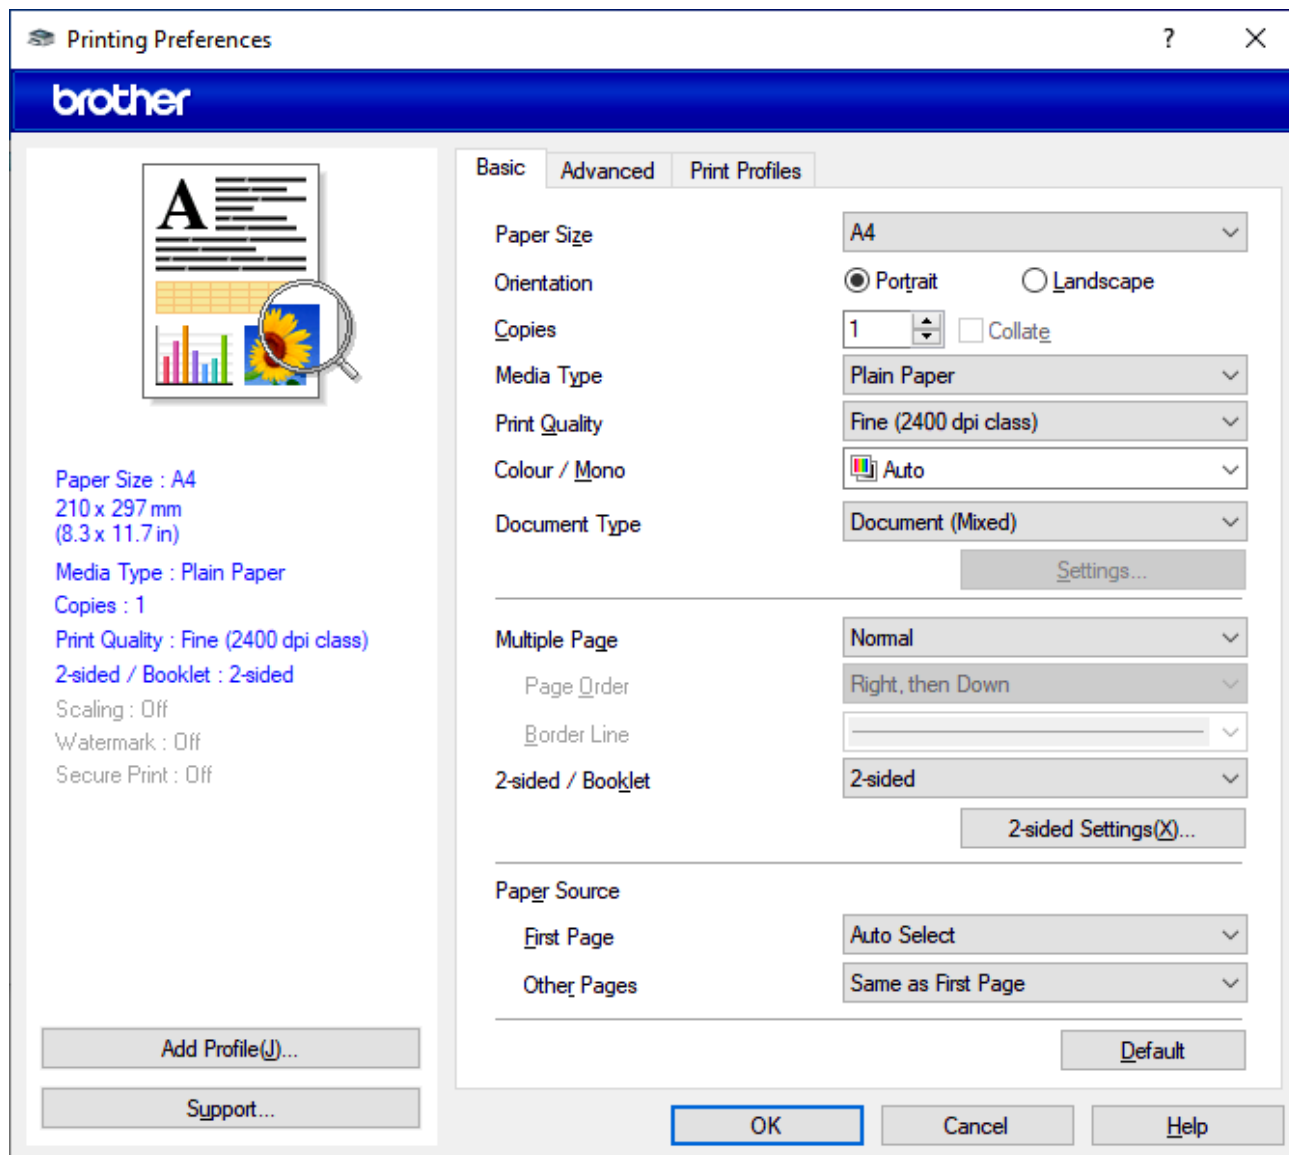 Printing Preferences
?
brother
A
Paper Size : A4
210 x 297 mm
(8.3 x 11.7 in)
Media Type : Plain Paper
Copies : 1
Print Quality : Fine (2400 dpi class)
2-sided / Booklet : 2-sided
Scaling : Off
Watermark : Off
Secure Print : Off
Add Profile(J)...
Support...
Basic Advanced Print Profiles
Paper Size A4
Orientation Portrait Landscape
Copies 1 Collate
Media Type Plain Paper
Print Quality Fine (2400 dpi class)
Colour / Mono Auto
Document Type Document (Mixed)
Settings...
Multiple Page Normal
Page Order Right, then Down
Border Line
2-sided / Booklet 2-sided
2-sided Settings(X)...
Paper Source
First Page Auto Select
Other Pages Same as First Page
Default
OK Cancel Help